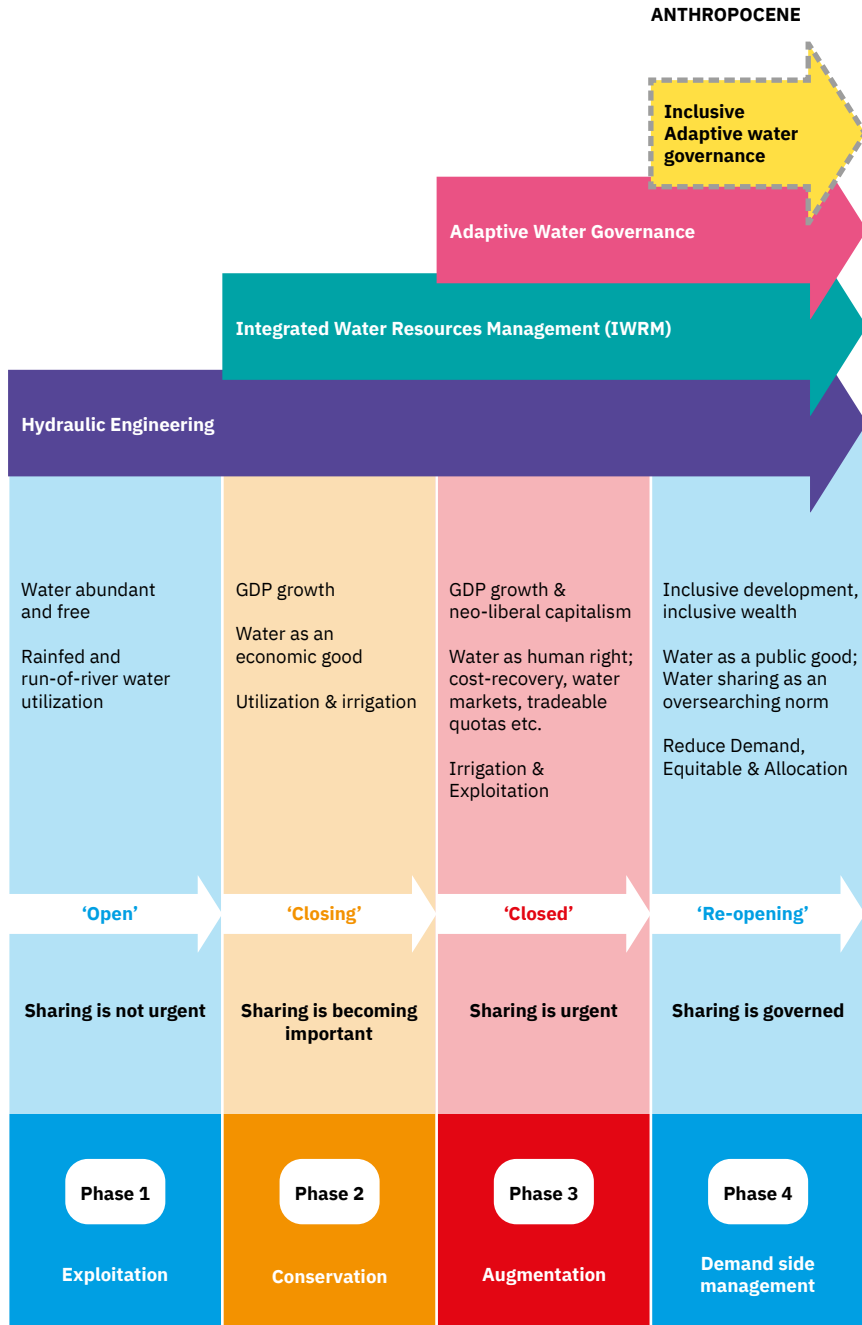 ANTHROPOCENE
Inclusive
Adaptive water
governance
Adaptive Water Governance
Integrated Water Resources Management (IWRM)
Hydraulic Engineering
Water abundant
and free
Rainfed and
run-of-river water
utilization
GDP growth
Water as an
economic good
Utilization & irrigation
GDP growth &
neo-liberal capitalism
Water as human right;
cost-recovery, water
markets, tradeable
quotas etc.
Irrigation &
Exploitation
Inclusive development,
inclusive wealth
Water as a public good;
Water sharing as an
oversearching norm
Reduce Demand,
Equitable & Allocation
‘Open’
‘Closing’
‘Closed’
‘Re-opening’
Sharing is not urgent
Sharing is becoming
important
Sharing is urgent
Sharing is governed
Phase 1
Phase 2
Phase 3
Phase 4
Exploitation
Conservation
Augmentation
Demand side
management